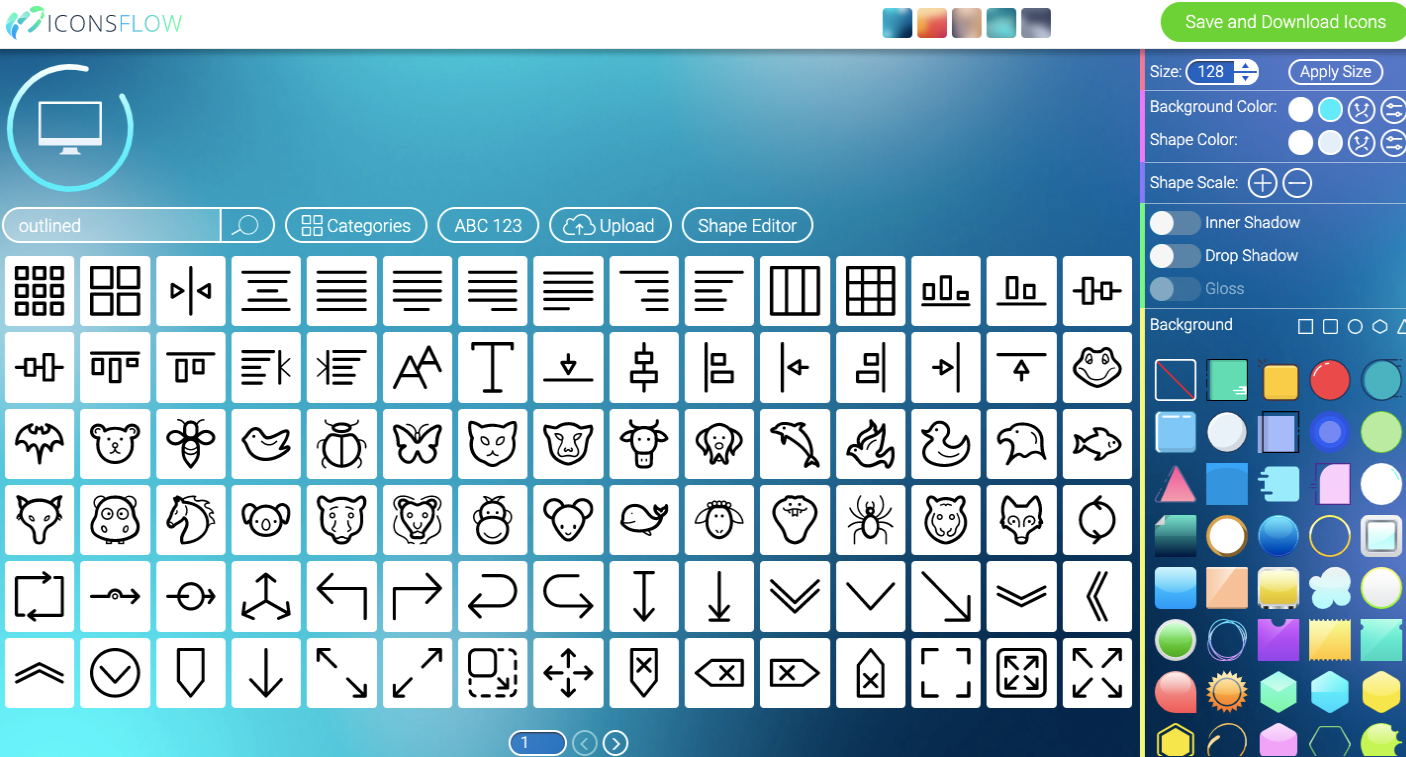 ICONSFLOW
Save and Download Icons
Size: 128 Apply Size
Background Color:
Shape Color:
Shape Scale:
outlined Categories ABC 123 Upload Shape Editor
Inner Shadow
Drop Shadow
Gloss
Background
1